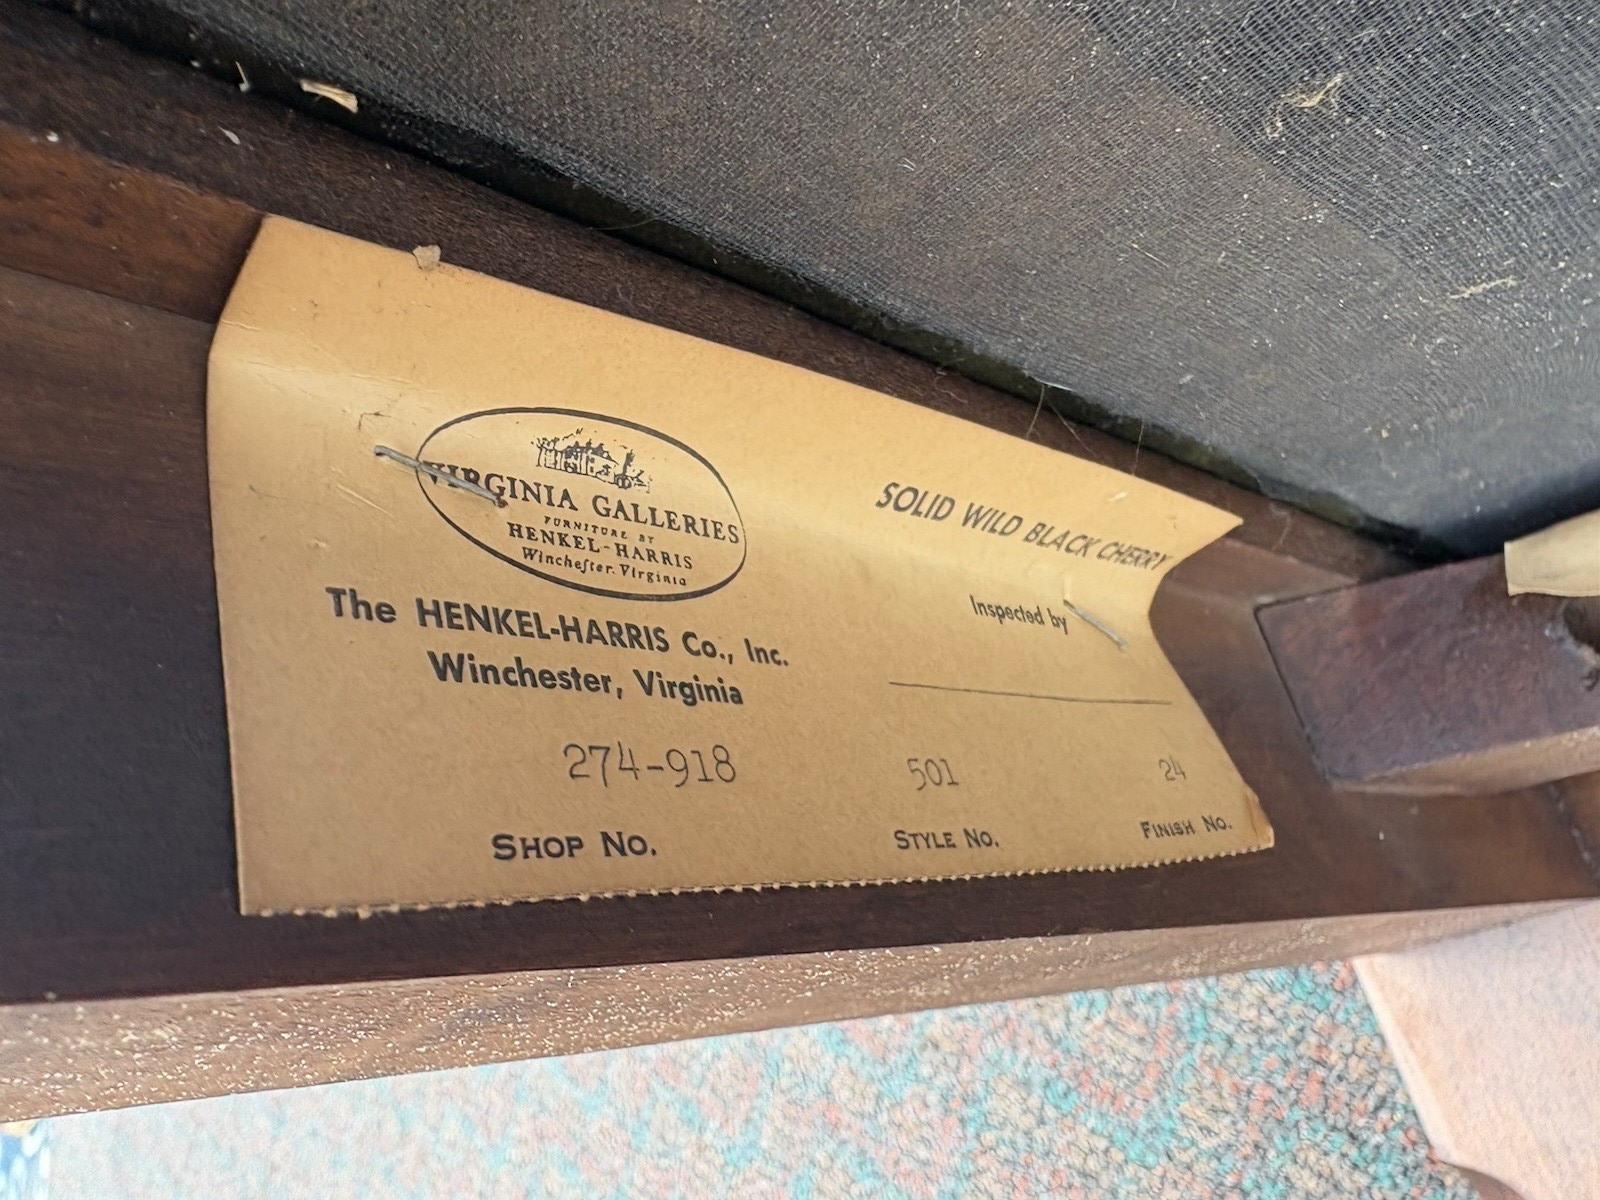 VIRGINIA GALLERIES
FURNITURE BY
HENKEL-HARRIS
Winchester, Virginia
The HENKEL-HARRIS Co., Inc.
Winchester, Virginia
SOLID WILD BLACK CHERRY
Inspected by
274-918
501
24
SHOP NO.
STYLE NO.
FINISH NO.